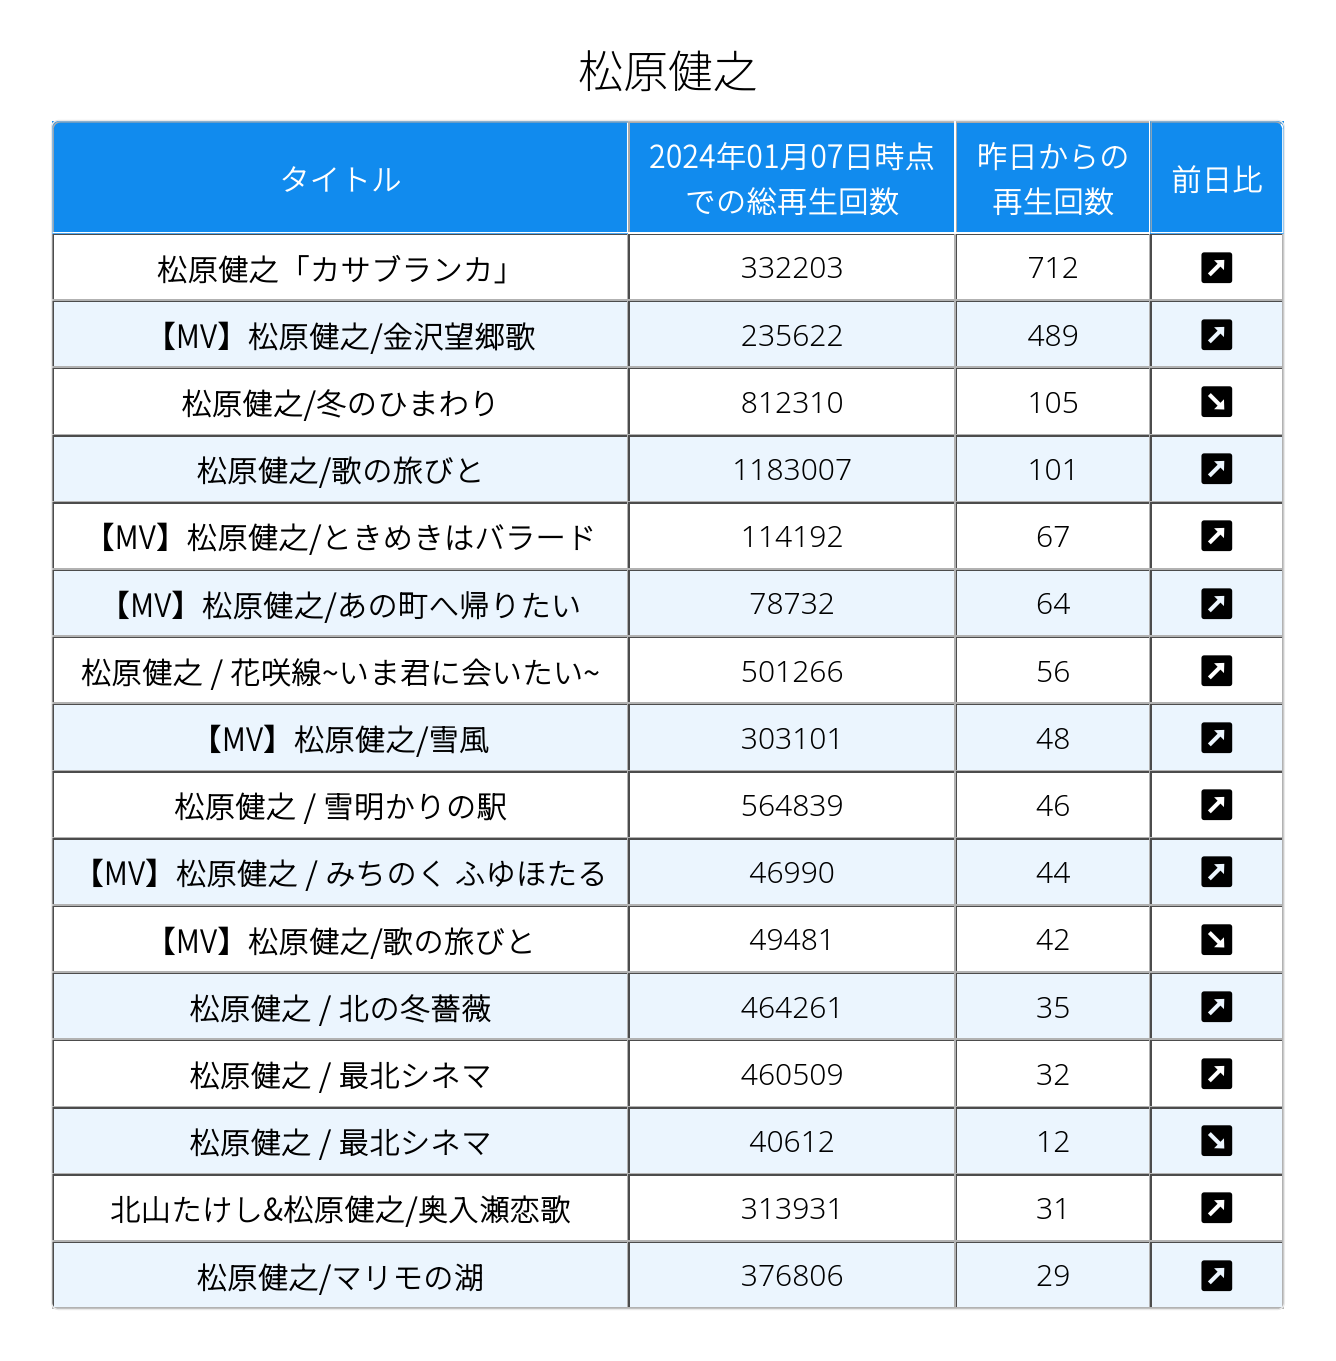 松原健之
タイトル
2024年01月07日時点
での総再生回数
昨日からの
再生回数
前日比
松原健之「カサブランカ」 332203 712
【MV】松原健之/金沢望郷歌 235622 489
松原健之/冬のひまわり 812310 105
松原健之/歌の旅びと 1183007 101
【MV】松原健之/ときめきはバラード 114192 67
【MV】松原健之/あの町へ帰りたい 78732 64
松原健之 / 花咲線~いま君に会いたい~ 501266 56
【MV】松原健之/雪風 303101 48
松原健之 / 雪明かりの駅 564839 46
【MV】松原健之 / みちのく ふゆほたる 46990 44
【MV】松原健之/歌の旅びと 49481 42
松原健之 / 北の冬薔薇 464261 35
松原健之 / 最北シネマ 460509 32
松原健之 / 最北シネマ 40612 12
北山たけし&松原健之/奥入瀬恋歌 313931 31
松原健之/マリモの湖 376806 29